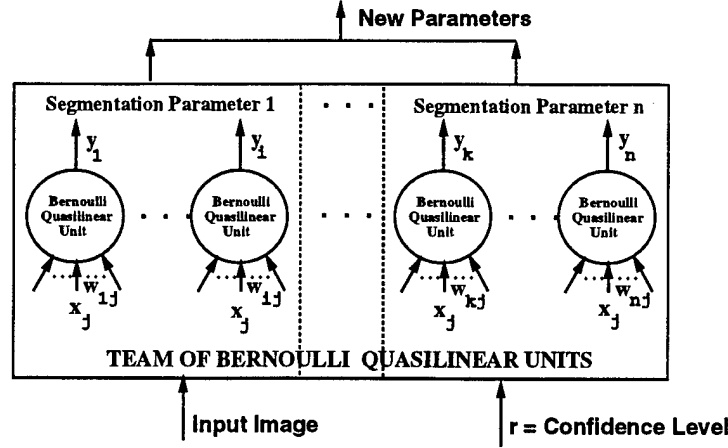 New Parameters
Segmentation Parameter 1 . . . Segmentation Parameter n
y1 yi yk yn
Bernoulli Quasilinear Unit
. . .
Bernoulli Quasilinear Unit
. . .
Bernoulli Quasilinear Unit
. . .
Bernoulli Quasilinear Unit
w1j wij wkj wnj
xj xj xj xj
TEAM OF BERNOULLI QUASILINEAR UNITS
Input Image
r = Confidence Level